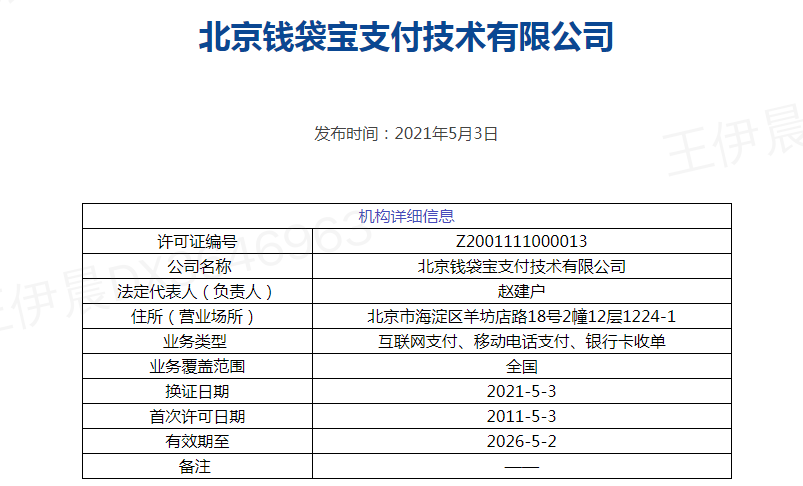 北京钱袋宝支付技术有限公司
发布时间：2021年5月3日
王伊晨
机构详细信息
许可证编号 Z2001111000013
公司名称 北京钱袋宝支付技术有限公司
法定代表人（负责人） 赵建户
住所（营业场所） 北京市海淀区羊坊店路18号2幢12层1224-1
业务类型 互联网支付、移动电话支付、银行卡收单
业务覆盖范围 全国
换证日期 2021-5-3
首次许可日期 2011-5-3
有效期至 2026-5-2
备注 ——